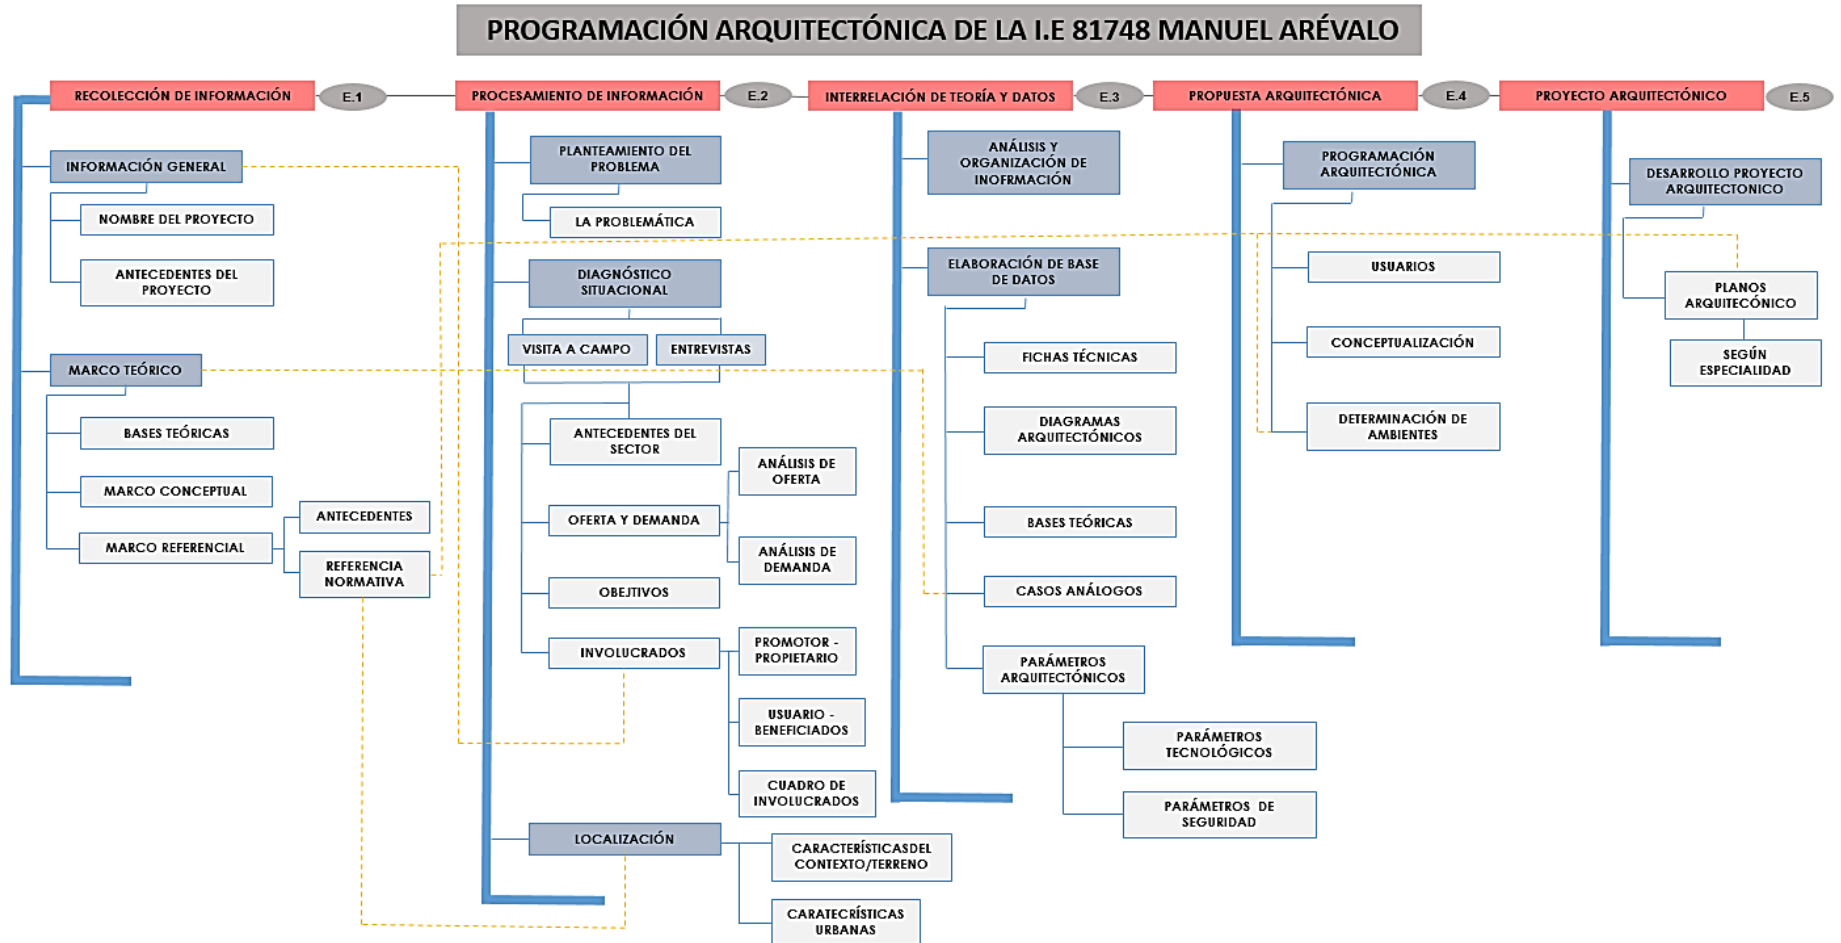 PROGRAMACIÓN ARQUITECTÓNICA DE LA I.E 81748 MANUEL ARÉVALO
RECOLECCIÓN DE INFORMACIÓN
E.1
PROCESAMIENTO DE INFORMACIÓN
E.2
INTERRELACIÓN DE TEORÍA Y DATOS
E.3
PROPUESTA ARQUITECTÓNICA
E.4
PROYECTO ARQUITECTÓNICO
E.5
INFORMACIÓN GENERAL
NOMBRE DEL PROYECTO
ANTECEDENTES DEL
PROYECTO
MARCO TEÓRICO
BASES TEÓRICAS
MARCO CONCEPTUAL
MARCO REFERENCIAL
ANTECEDENTES
REFERENCIA
NORMATIVA
PLANTEAMIENTO DEL
PROBLEMA
LA PROBLEMÁTICA
DIAGNÓSTICO
SITUACIONAL
VISITA A CAMPO
ENTREVISTAS
ANTECEDENTES DEL
SECTOR
OFERTA Y DEMANDA
ANÁLISIS DE
OFERTA
ANÁLISIS DE
DEMANDA
OBEJTIVOS
INVOLUCRADOS
PROMOTOR -
PROPIETARIO
USUARIO -
BENEFICIADOS
CUADRO DE
INVOLUCRADOS
LOCALIZACIÓN
CARACTERÍSTICASDEL
CONTEXTO/TERRENO
CARATECRÍSTICAS
URBANAS
ANÁLISIS Y
ORGANIZACIÓN DE
INOFRMACIÓN
ELABORACIÓN DE BASE
DE DATOS
FICHAS TÉCNICAS
DIAGRAMAS
ARQUITECTÓNICOS
BASES TEÓRICAS
CASOS ANÁLOGOS
PARÁMETROS
ARQUITECTÓNICOS
PARÁMETROS
TECNOLÓGICOS
PARÁMETROS DE
SEGURIDAD
PROGRAMACIÓN
ARQUITECTÓNICA
USUARIOS
CONCEPTUALIZACIÓN
DETERMINACIÓN DE
AMBIENTES
DESARROLLO PROYECTO
ARQUITECTONICO
PLANOS
ARQUITECÓNICO
SEGÚN
ESPECIALIDAD